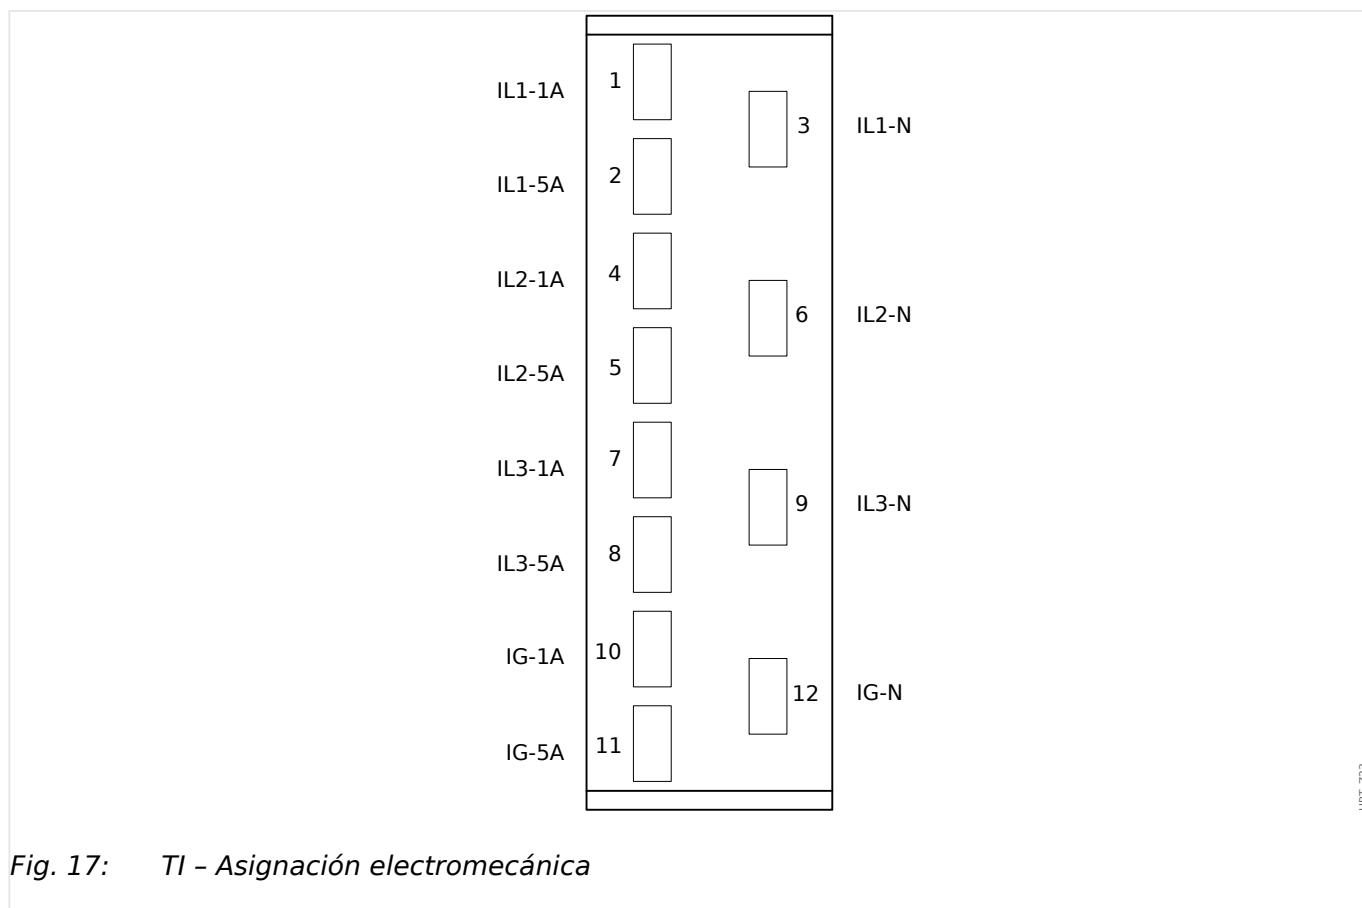 IL1-1A 1
3 IL1-N
IL1-5A 2
IL2-1A 4
6 IL2-N
IL2-5A 5
IL3-1A 7
9 IL3-N
IL3-5A 8
IG-1A 10
12 IG-N
IG-5A 11
Fig. 17: TI – Asignación electromecánica